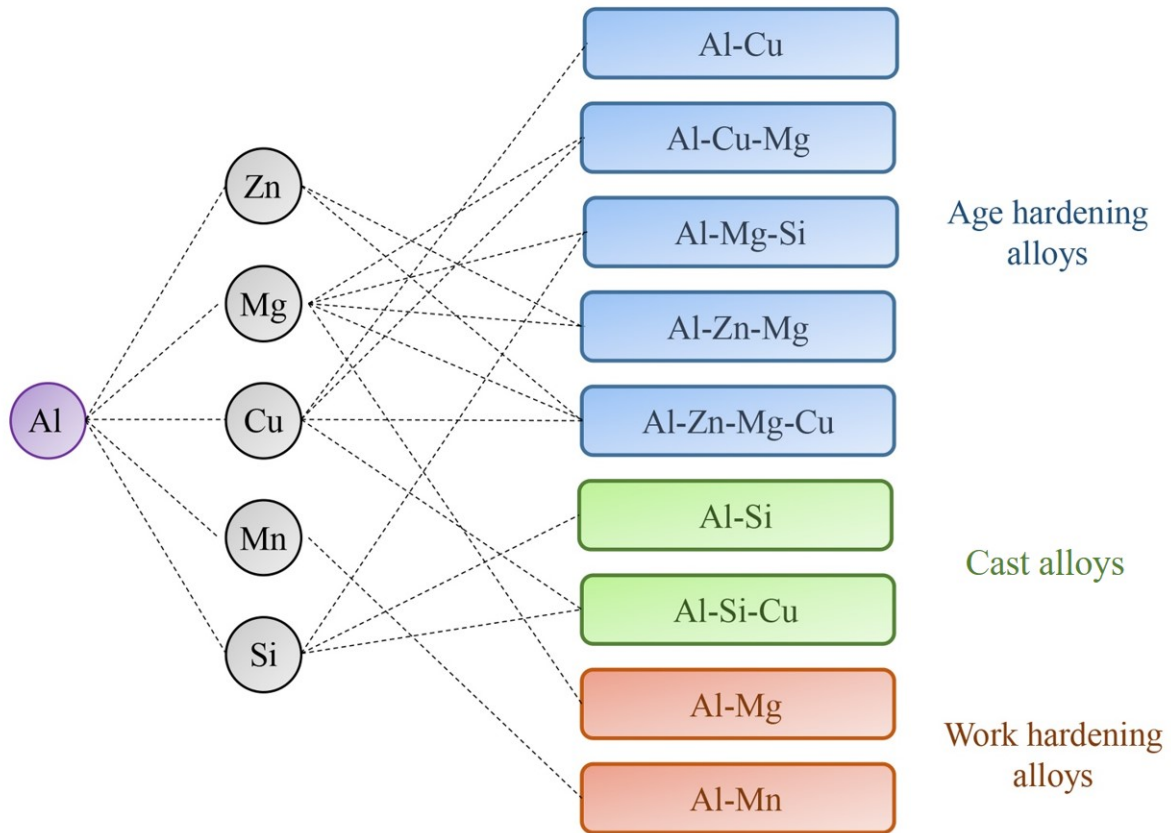 Al
Zn
Mg
Cu
Mn
Si
Al-Cu
Al-Cu-Mg
Al-Mg-Si
Al-Zn-Mg
Al-Zn-Mg-Cu
Al-Si
Al-Si-Cu
Al-Mg
Al-Mn
Age hardening
alloys
Cast alloys
Work hardening
alloys